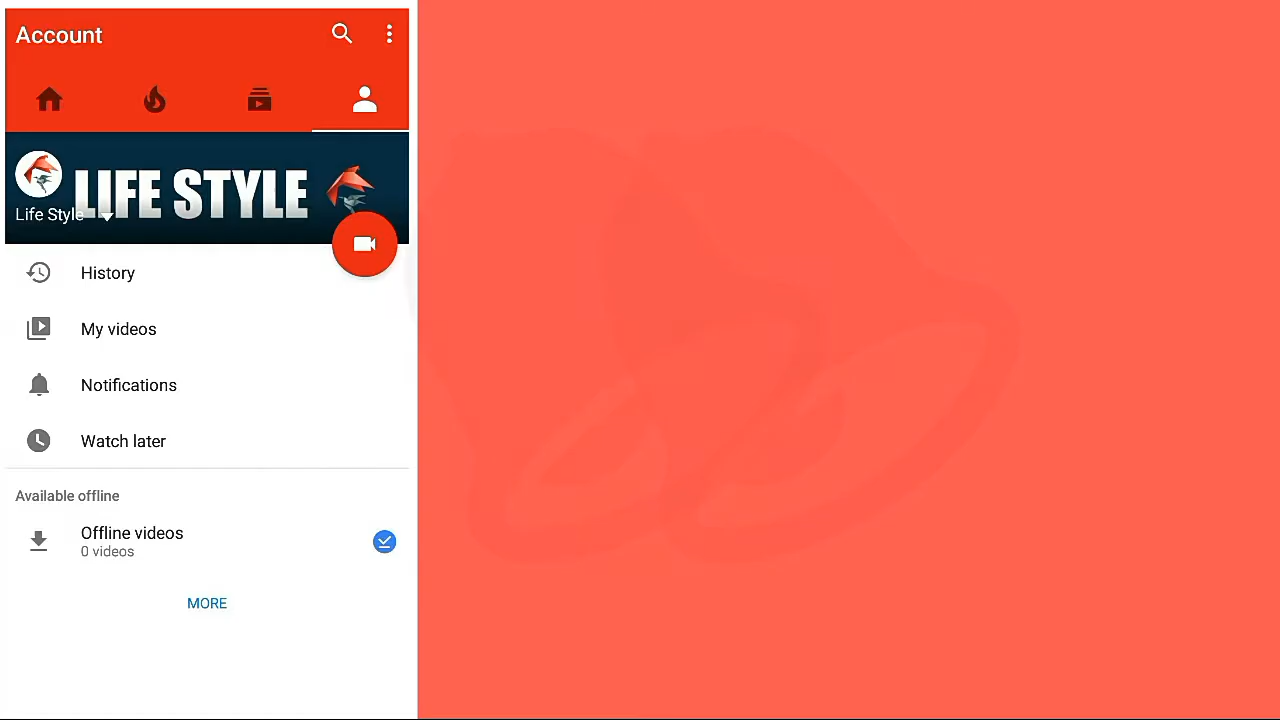 Account
LIFE STYLE
Life Style
History
My videos
Notifications
Watch later
Available offline
Offline videos
0 videos
MORE